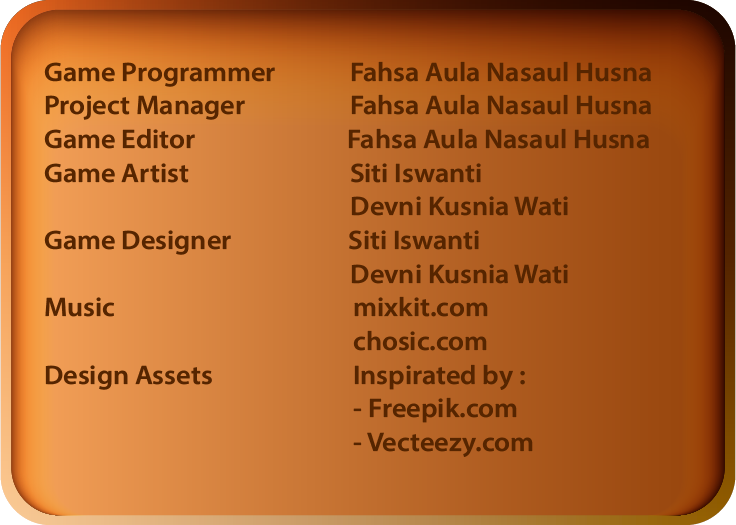 Game Programmer Fahsa Aula Nasaul Husna
Project Manager Fahsa Aula Nasaul Husna
Game Editor Fahsa Aula Nasaul Husna
Game Artist Siti Iswanti
Devni Kusnia Wati
Game Designer Siti Iswanti
Devni Kusnia Wati
Music mixkit.com
chosic.com
Design Assets Inspirated by :
- Freepik.com
- Vecteezy.com